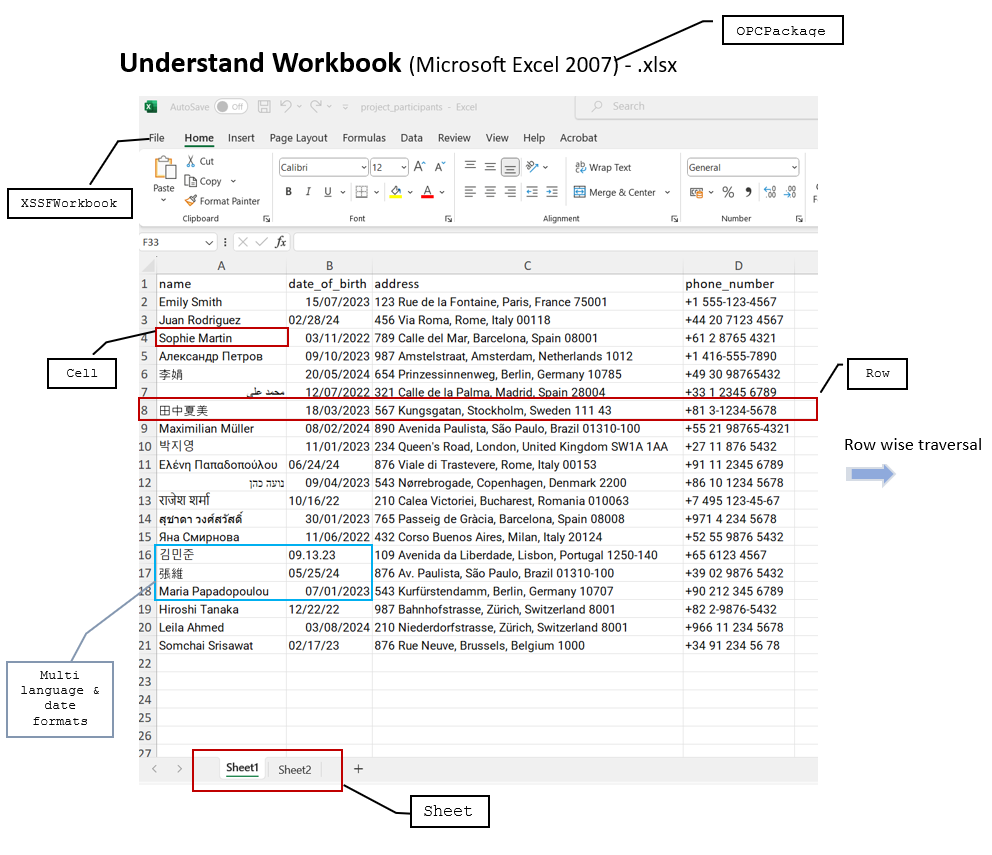 OPCPackage
Understand Workbook (Microsoft Excel 2007) - .xlsx
AutoSave Off project_participants - Excel Search
File Home Insert Page Layout Formulas Data Review View Help Acrobat
Paste Cut Calibri 12 Wrap Text General
Copy Merge & Center
Format Painter
Clipboard Font Alignment Number
XSSFWorkbook
F33 fx
A B C D
1 name date_of_birth address phone_number
2 Emily Smith 15/07/2023 123 Rue de la Fontaine, Paris, France 75001 +1 555-123-4567
3 Juan Rodriguez 02/28/24 456 Via Roma, Rome, Italy 00118 +44 20 7123 4567
4 Sophie Martin 03/11/2022 789 Calle del Mar, Barcelona, Spain 08001 +61 2 8765 4321
5 Александр Петров 09/10/2023 987 Amstelstraat, Amsterdam, Netherlands 1012 +1 416-555-7890
6 李娟 20/05/2024 654 Prinzessinnenweg, Berlin, Germany 10785 +49 30 98765432
7 محمد علي 12/07/2022 321 Calle de la Palma, Madrid, Spain 28004 +33 1 2345 6789
8 田中夏美 18/03/2023 567 Kungsgatan, Stockholm, Sweden 111 43 +81 3-1234-5678
9 Maximilian Müller 08/02/2024 890 Avenida Paulista, São Paulo, Brazil 01310-100 +55 21 98765-4321
10 박지영 11/01/2023 234 Queen's Road, London, United Kingdom SW1A 1AA +27 11 876 5432
11 Ελένη Παπαδοπούλου 06/24/24 876 Viale di Trastevere, Rome, Italy 00153 +91 11 2345 6789
12 נועה כהן 09/04/2023 543 Nørrebrogade, Copenhagen, Denmark 2200 +86 10 1234 5678
13 राजेश शर्मा 10/16/22 210 Calea Victoriei, Bucharest, Romania 010063 +7 495 123-45-67
14 สุชาดา วงศ์สวัสดิ์ 30/01/2023 765 Passeig de Gràcia, Barcelona, Spain 08008 +971 4 234 5678
15 Яна Смирнова 11/06/2022 432 Corso Buenos Aires, Milan, Italy 20124 +52 55 9876 5432
16 김민준 09.13.23 109 Avenida da Liberdade, Lisbon, Portugal 1250-140 +65 6123 4567
17 張維 05/25/24 876 Av. Paulista, São Paulo, Brazil 01310-100 +39 02 9876 5432
18 Maria Papadopoulou 07/01/2023 543 Kurfürstendamm, Berlin, Germany 10707 +90 212 345 6789
19 Hiroshi Tanaka 12/22/22 987 Bahnhofstrasse, Zürich, Switzerland 8001 +82 2-9876-5432
20 Leila Ahmed 03/08/2024 210 Niederdorfstrasse, Zürich, Switzerland 8001 +966 11 234 5678
21 Somchai Srisawat 02/17/23 876 Rue Neuve, Brussels, Belgium 1000 +34 91 234 56 78
22
23
24
25
26
27
Cell
Row
Row wise traversal
Multi
language &
date
formats
Sheet1 Sheet2
Sheet